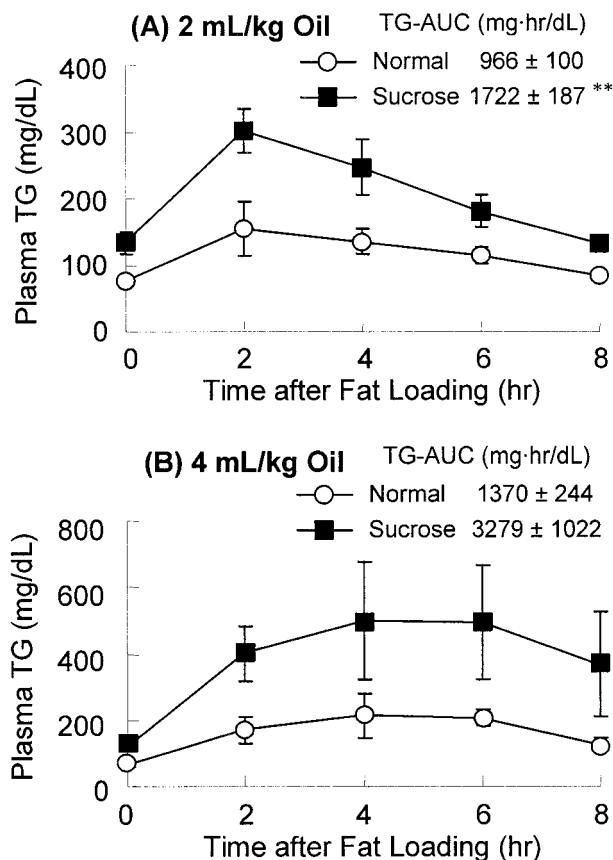 (A) 2 mL/kg Oil
TG-AUC (mg·hr/dL)
Normal 966 ± 100
Sucrose 1722 ± 187 **
Plasma TG (mg/dL)
400
300
200
100
0
0 2 4 6 8
Time after Fat Loading (hr)
(B) 4 mL/kg Oil
TG-AUC (mg·hr/dL)
Normal 1370 ± 244
Sucrose 3279 ± 1022
Plasma TG (mg/dL)
800
600
400
200
0
0 2 4 6 8
Time after Fat Loading (hr)